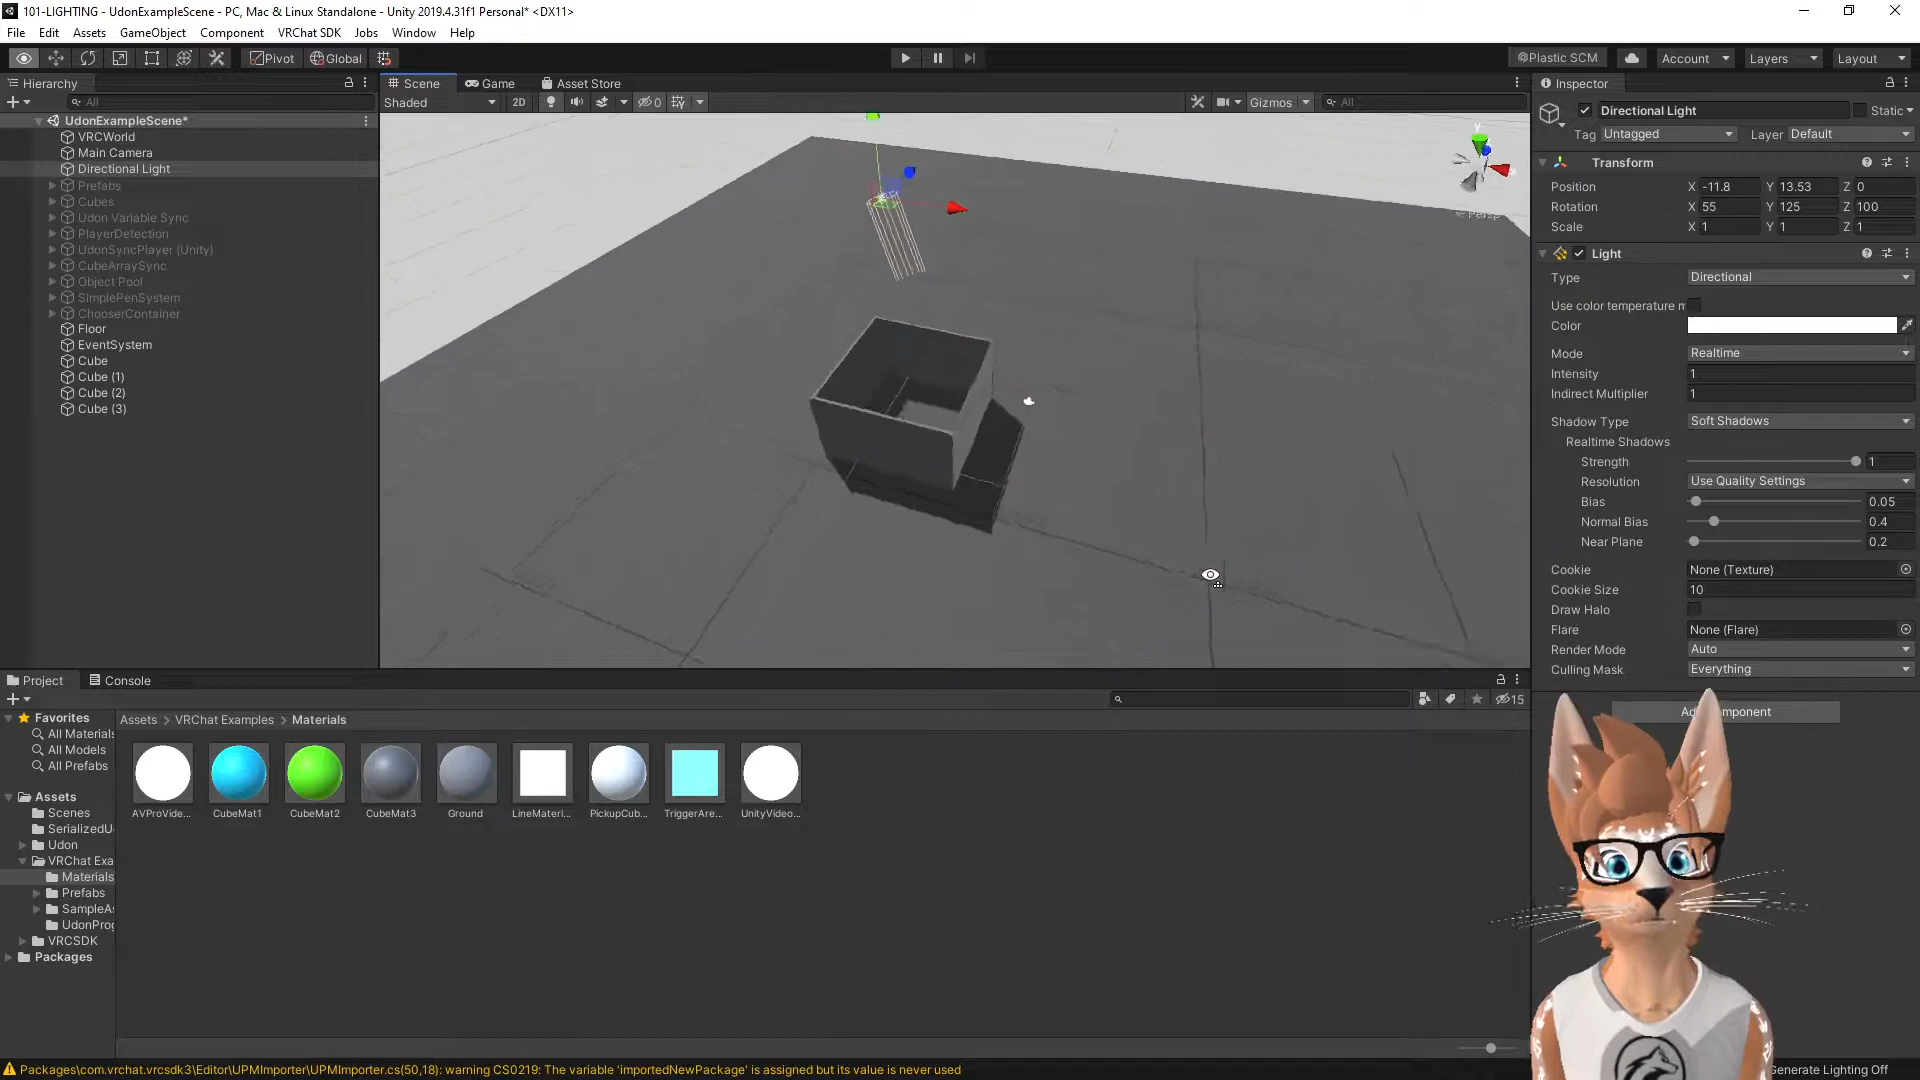 101-LIGHTING - UdonExampleScene - PC, Mac & Linux Standalone - Unity 2019.4.31f1 Personal* <DX11>
File Edit Assets GameObject Component VRChat SDK Jobs Window Help
Pivot Global Plastic SCM Account Layers Layout
Hierarchy
All
UdonExampleScene*
VRCWorld
Main Camera
Directional Light
Prefabs
Cubes
Udon Variable Sync
PlayerDetection
UdonSyncPlayer (Unity)
CubeArraySync
Object Pool
SimplePenSystem
ChooserContainer
Floor
EventSystem
Cube
Cube (1)
Cube (2)
Cube (3)
Scene Game Asset Store
Shaded 2D 0 Gizmos All
Y
Persp
Inspector
Directional Light Static
Tag Untagged Layer Default
Transform
Position X -11.8 Y 13.53 Z 0
Rotation X 55 Y 125 Z 100
Scale X 1 Y 1 Z 1
Light
Type Directional
Use color temperature m
Color
Mode Realtime
Intensity 1
Indirect Multiplier 1
Shadow Type Soft Shadows
Realtime Shadows
Strength 1
Resolution Use Quality Settings
Bias 0.05
Normal Bias 0.4
Near Plane 0.2
Cookie None (Texture)
Cookie Size 10
Draw Halo
Flare None (Flare)
Render Mode Auto
Culling Mask Everything
Project Console
15
Favorites
All Materials
All Models
All Prefabs
Assets
Scenes
SerializedU
Udon
VRChat Exa
Materials
Prefabs
SampleAs
UdonProg
VRCSDK
Packages
Assets > VRChat Examples > Materials
AVProVide... CubeMat1 CubeMat2 CubeMat3 Ground LineMateri... PickupCub... TriggerAre... UnityVideo...
Packages\com.vrchat.vrcsdk3\Editor\UPMImporter\UPMImporter.cs(50,18): warning CS0219: The variable 'importedNewPackage' is assigned but its value is never used
Generate Lighting Off